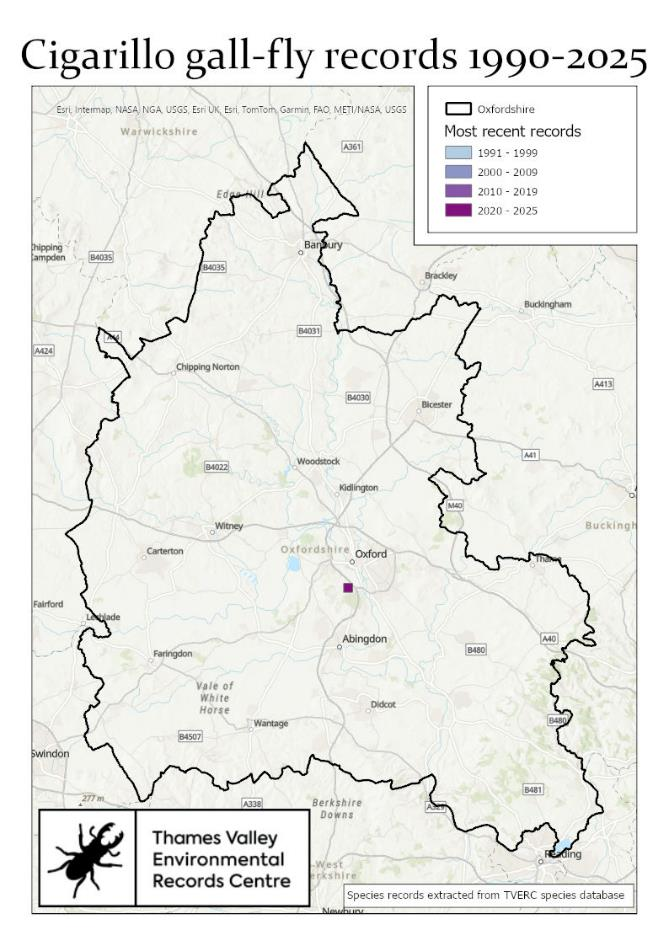 Cigarillo gall-fly records 1990-2025
Esri, Intermap, NASA, NGA, USGS, Esri UK, Esri, TomTom, Garmin, FAO, METI/NASA, USGS
Oxfordshire
Most recent records
1991 - 1999
2000 - 2009
2010 - 2019
2020 - 2025
Warwickshire
A361
Edge Hill
Banbury
Chipping
Campden
B4035
B4035
Brackley
Buckingham
A44
B4031
A424
Chipping Norton
A413
B4030
Bicester
Woodstock
A41
B4022
Kidlington
M40
Witney
Buckingh
Carterton
Oxfordshire
Oxford
Thame
Fairford
Lechlade
Abingdon
A40
B480
Faringdon
Vale of
White
Horse
Didcot
Wantage
B480
B4507
Swindon
B481
277 m
A338
Berkshire
Downs
A329
Reading
Thames Valley
Environmental
Records Centre
West
erkshire
Species records extracted from TVERC species database
Newbury